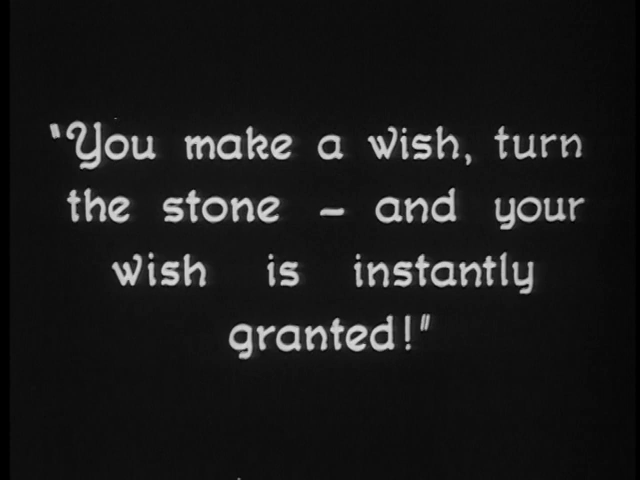 "You make a wish, turn
the stone – and your
wish is instantly
granted!"